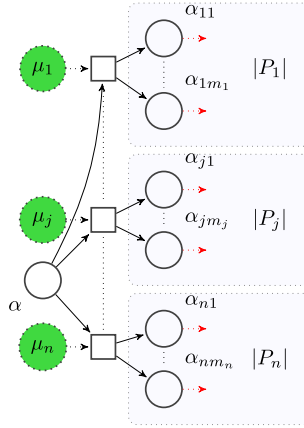 α₁₁
μ₁ |P₁|
α₁ₘ₁
αⱼ₁
μⱼ αⱼₘⱼ |Pⱼ|
α
αₙ₁
μₙ |Pₙ|
αₙₘₙ